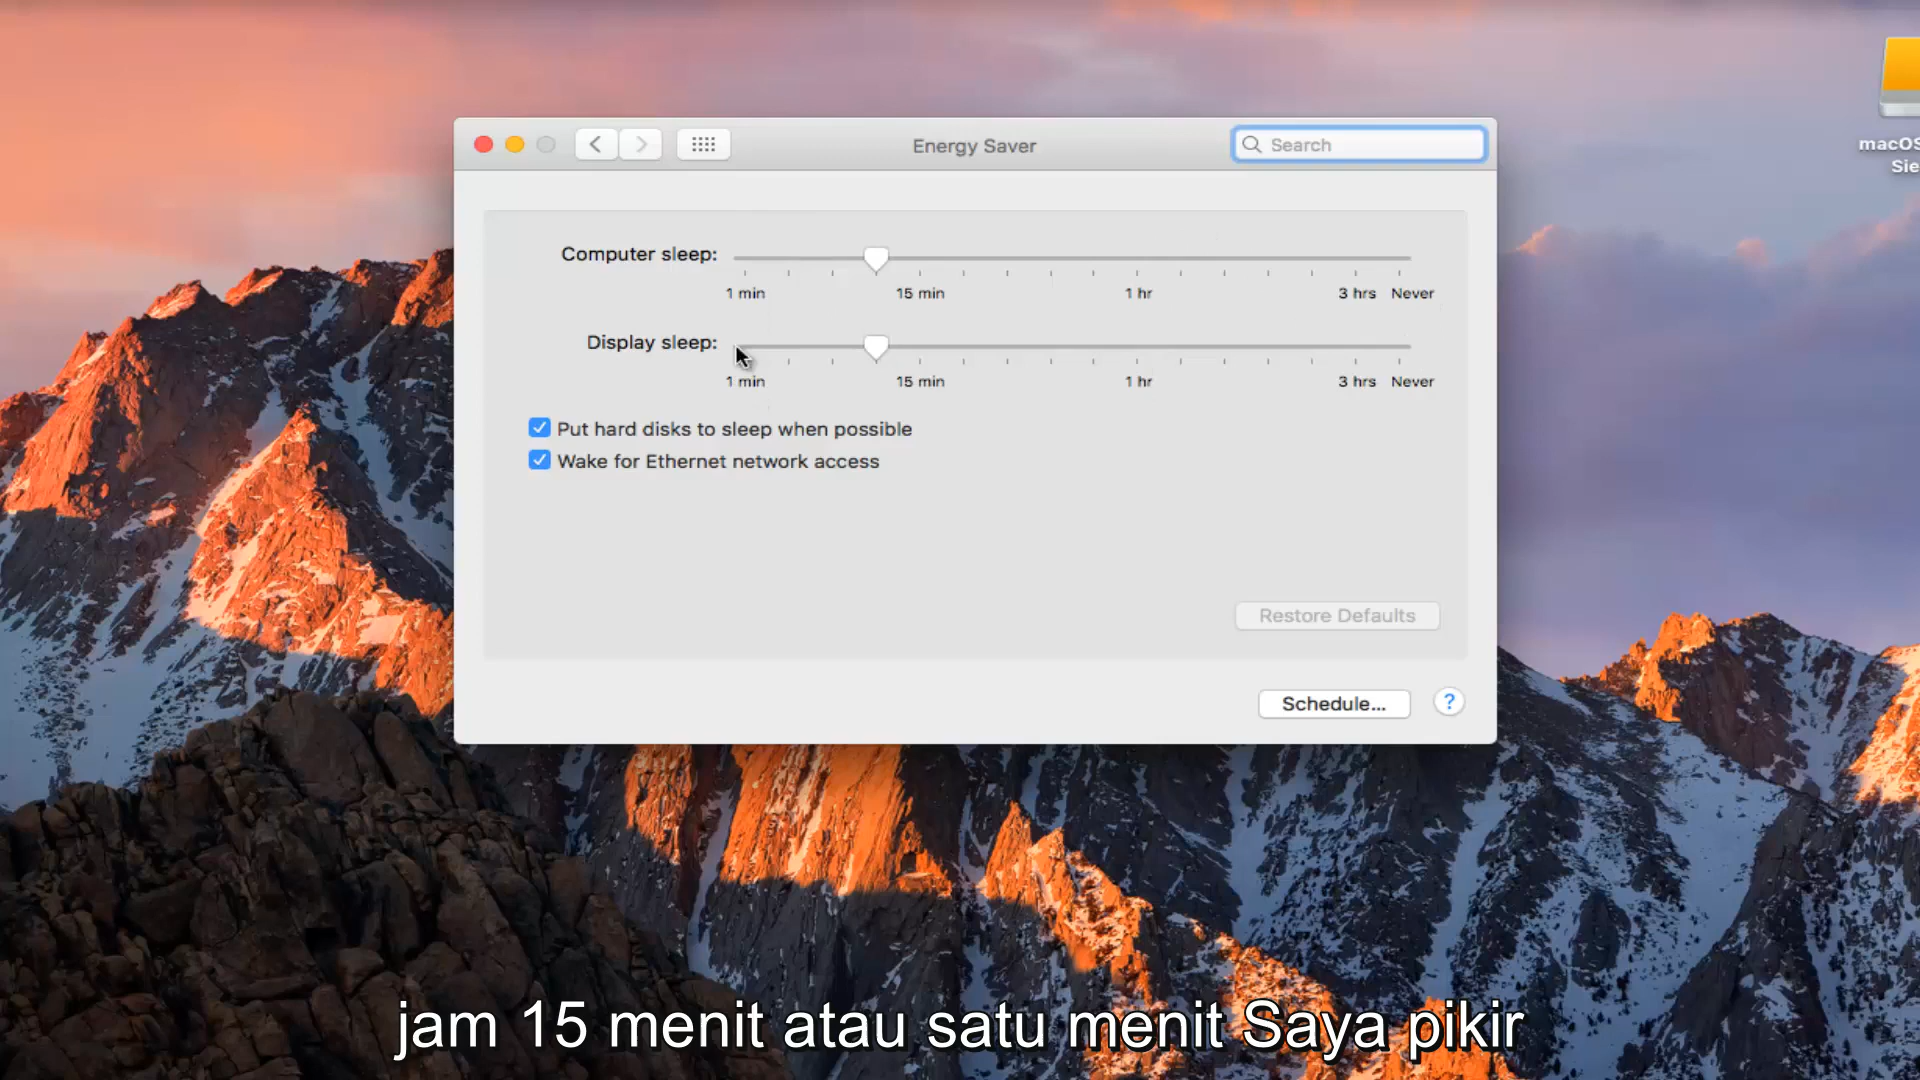 Energy Saver
Search
macOS
Sie
Computer sleep:
1 min 15 min 1 hr 3 hrs Never
Display sleep:
1 min 15 min 1 hr 3 hrs Never
Put hard disks to sleep when possible
Wake for Ethernet network access
Restore Defaults
Schedule...
?
jam 15 menit atau satu menit Saya pikir